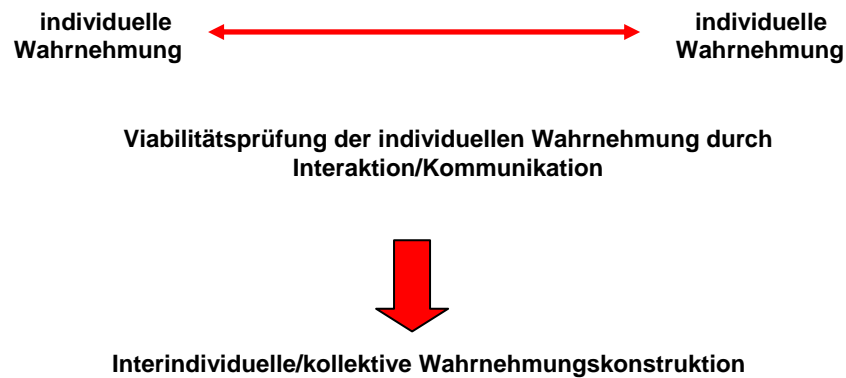 individuelle
Wahrnehmung
individuelle
Wahrnehmung
Viabilitätsprüfung der individuellen Wahrnehmung durch
Interaktion/Kommunikation
Interindividuelle/kollektive Wahrnehmungskonstruktion